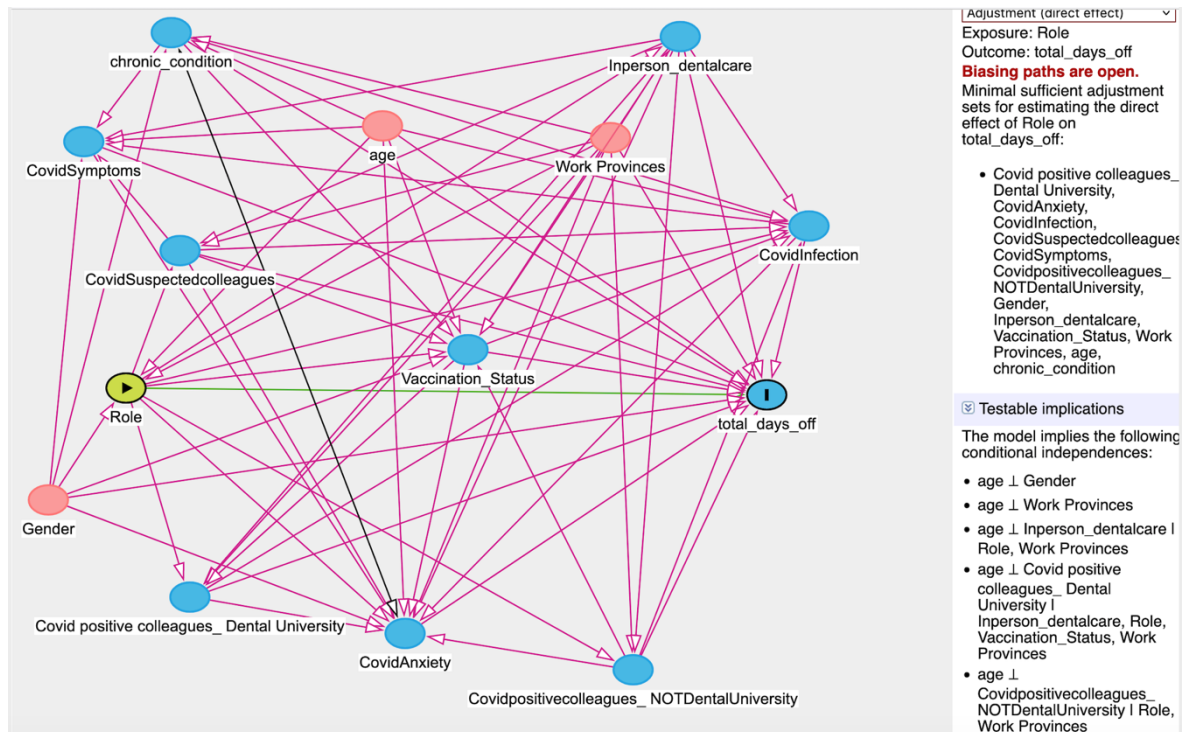 chronic_condition
Inperson_dentalcare
age
Work Provinces
CovidSymptoms
CovidInfection
CovidSuspectedcolleagues
Vaccination_Status
Role
total_days_off
Gender
Covid positive colleagues_ Dental University
CovidAnxiety
Covidpositivecolleagues_ NOTDentalUniversity
Adjustment (direct effect)
Exposure: Role
Outcome: total_days_off
Biasing paths are open.
Minimal sufficient adjustment
sets for estimating the direct
effect of Role on
total_days_off:
• Covid positive colleagues_
Dental University,
CovidAnxiety,
CovidInfection,
CovidSuspectedcolleagues
CovidSymptoms,
Covidpositivecolleagues_
NOTDentalUniversity,
Gender,
Inperson_dentalcare,
Vaccination_Status, Work
Provinces, age,
chronic_condition
Testable implications
The model implies the following
conditional independences:
• age ⊥ Gender
• age ⊥ Work Provinces
• age ⊥ Inperson_dentalcare |
Role, Work Provinces
• age ⊥ Covid positive
colleagues_ Dental
University |
Inperson_dentalcare, Role,
Vaccination_Status, Work
Provinces
• age ⊥
Covidpositivecolleagues_
NOTDentalUniversity | Role,
Work Provinces